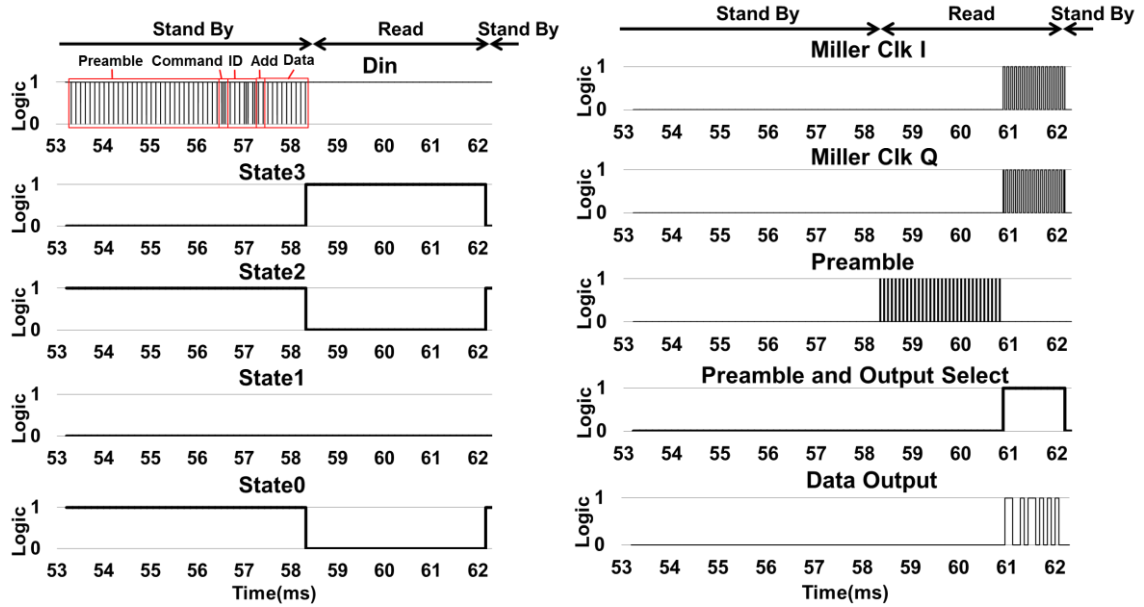 Stand By Read Stand By
Preamble Command ID Add Data
Din
Logic
1
0
53 54 55 56 57 58 59 60 61 62
State3
Logic
1
0
53 54 55 56 57 58 59 60 61 62
State2
Logic
1
0
53 54 55 56 57 58 59 60 61 62
State1
Logic
1
0
53 54 55 56 57 58 59 60 61 62
State0
Logic
1
0
53 54 55 56 57 58 59 60 61 62
Time(ms)
Stand By Read Stand By
Miller Clk I
Logic
1
0
53 54 55 56 57 58 59 60 61 62
Miller Clk Q
Logic
1
0
53 54 55 56 57 58 59 60 61 62
Preamble
Logic
1
0
53 54 55 56 57 58 59 60 61 62
Preamble and Output Select
Logic
1
0
53 54 55 56 57 58 59 60 61 62
Data Output
Logic
1
0
53 54 55 56 57 58 59 60 61 62
Time(ms)